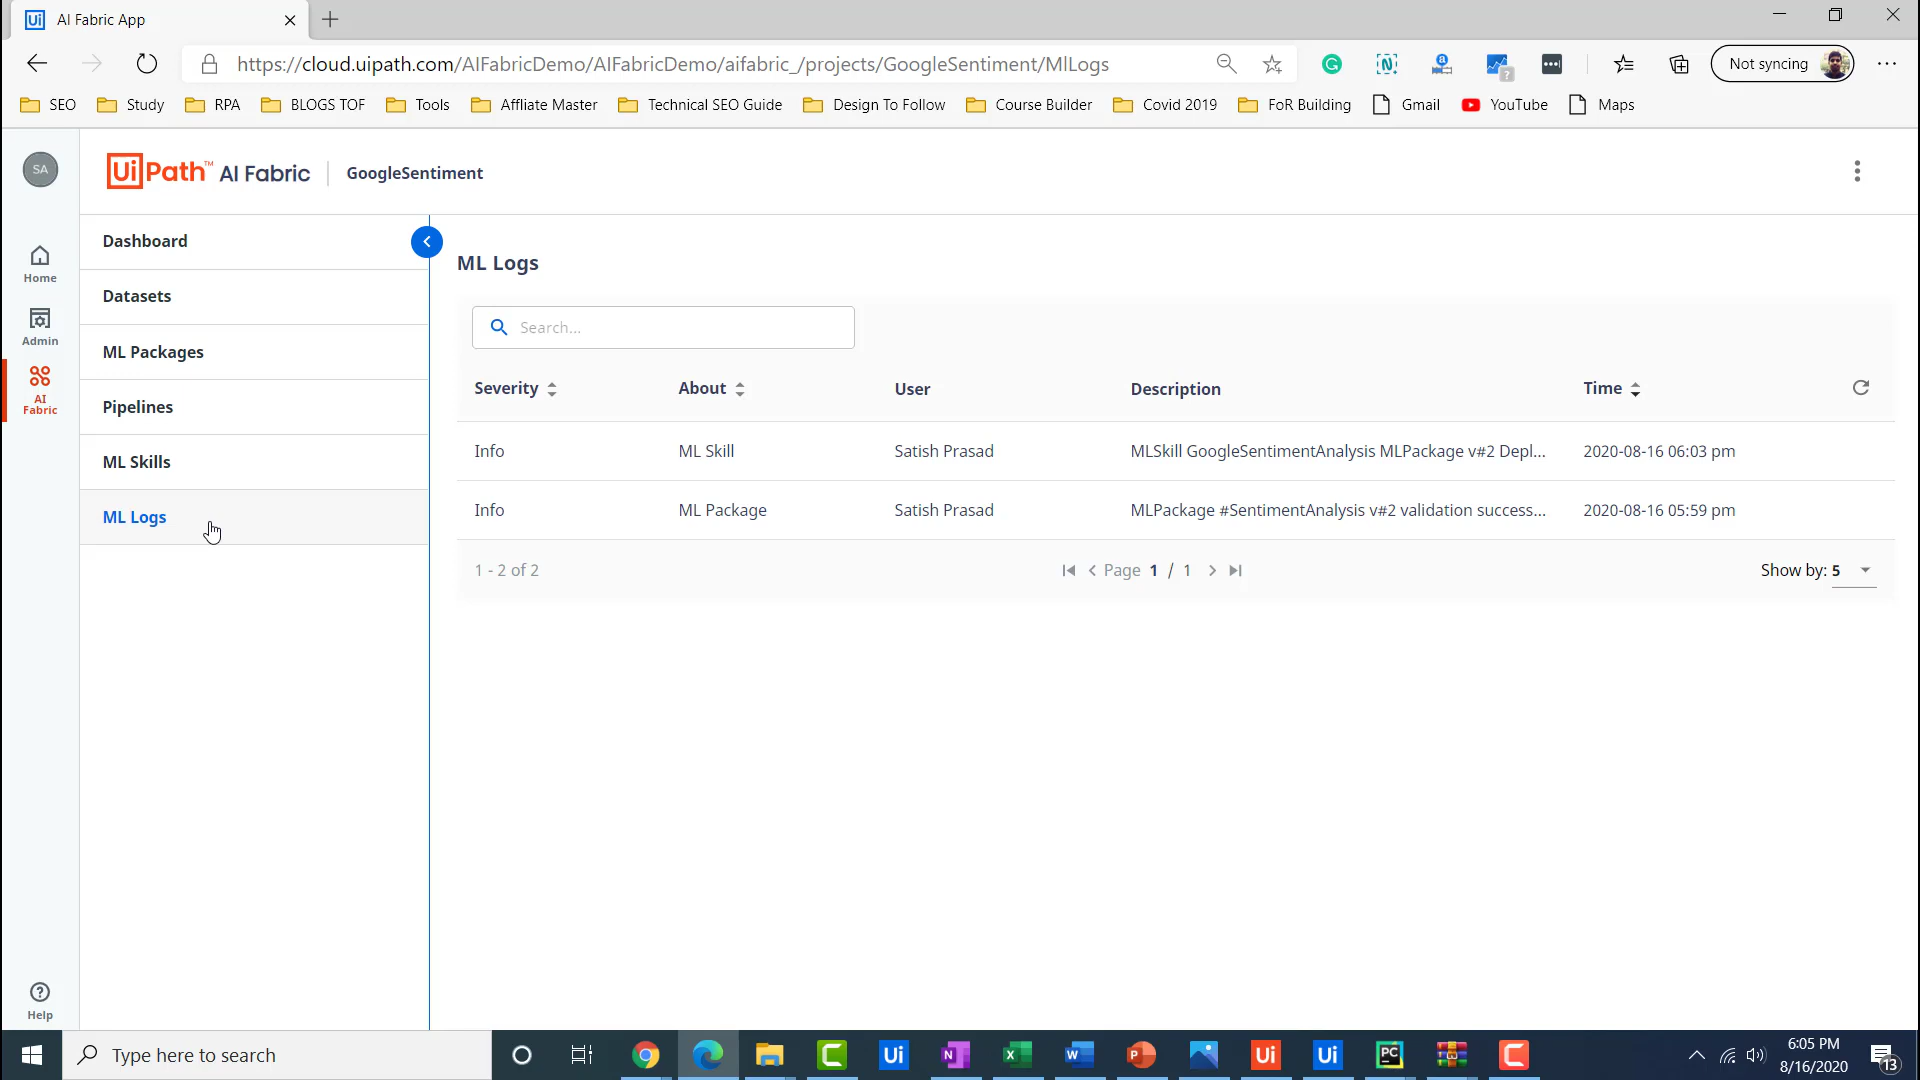 AI Fabric App
https://cloud.uipath.com/AIFabricDemo/AIFabricDemo/aifabric_/projects/GoogleSentiment/MlLogs
Not syncing
SEO Study RPA BLOGS TOF Tools Affliate Master Technical SEO Guide Design To Follow Course Builder Covid 2019 FoR Building Gmail YouTube Maps
SA
UiPath™ AI Fabric GoogleSentiment
Home
Admin
AI Fabric
Help
Dashboard
Datasets
ML Packages
Pipelines
ML Skills
ML Logs
ML Logs
Search...
Severity About User Description Time
Info ML Skill Satish Prasad MLSkill GoogleSentimentAnalysis MLPackage v#2 Depl... 2020-08-16 06:03 pm
Info ML Package Satish Prasad MLPackage #SentimentAnalysis v#2 validation success... 2020-08-16 05:59 pm
1 - 2 of 2 Page 1 / 1 Show by: 5
Type here to search
6:05 PM
8/16/2020
13